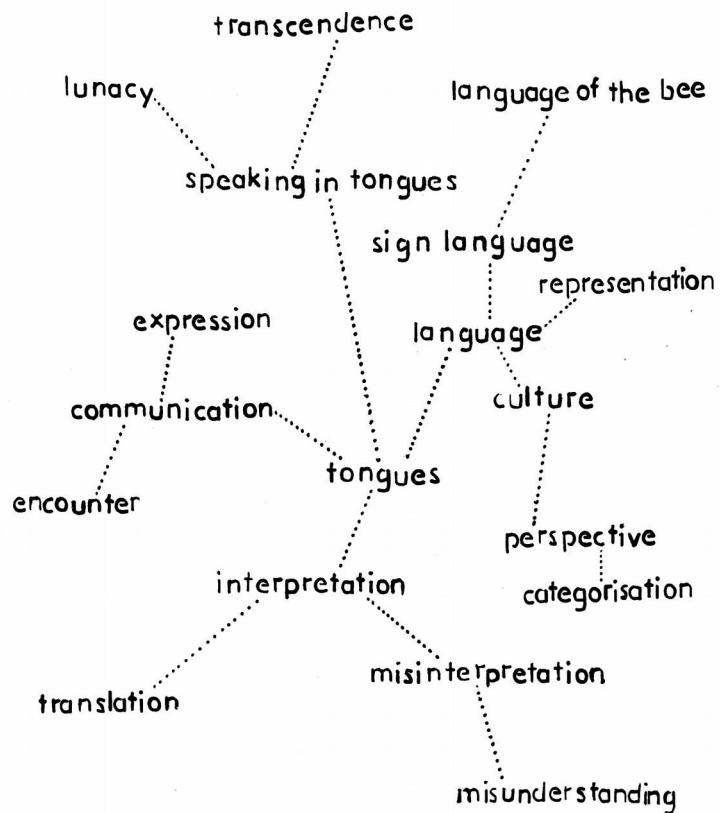 transcendence
lunacy
language of the bee
speaking in tongues
sign language
representation
expression
language
culture
communication
tongues
encounter
perspective
interpretation
categorisation
misinterpretation
translation
misunderstanding